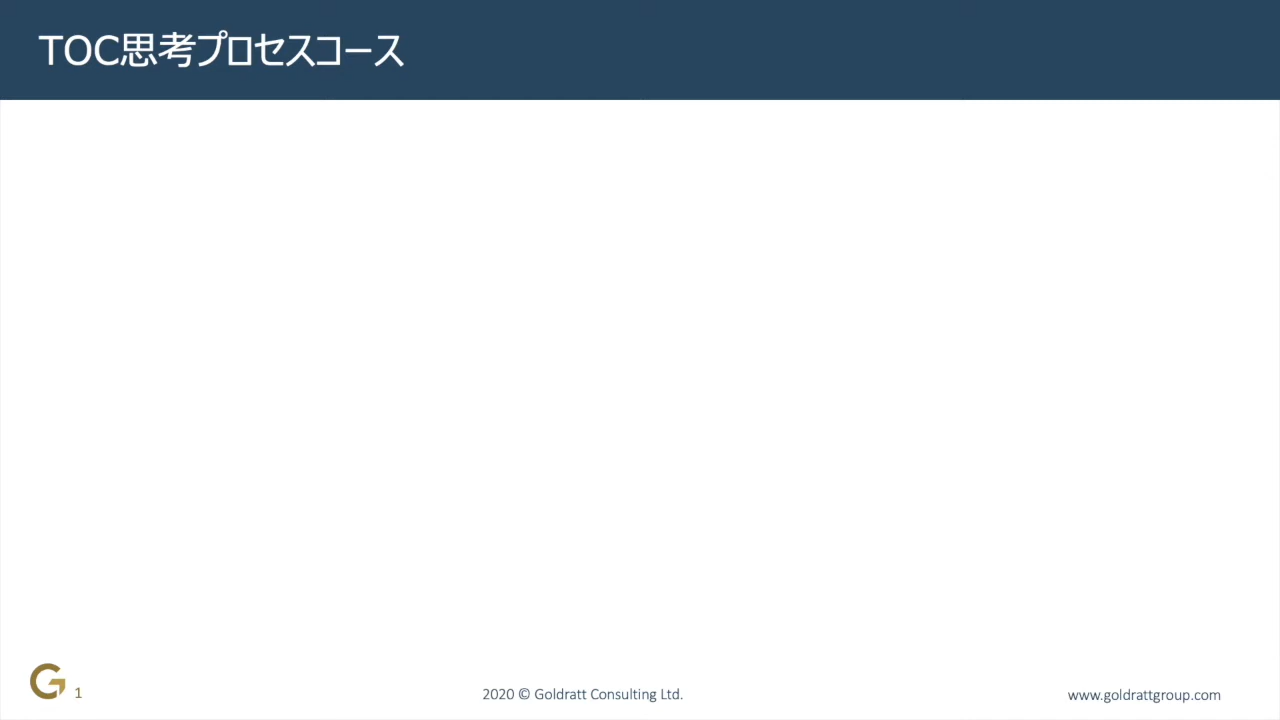 TOC思考プロセスコース
1
2020 © Goldratt Consulting Ltd.
www.goldrattgroup.com